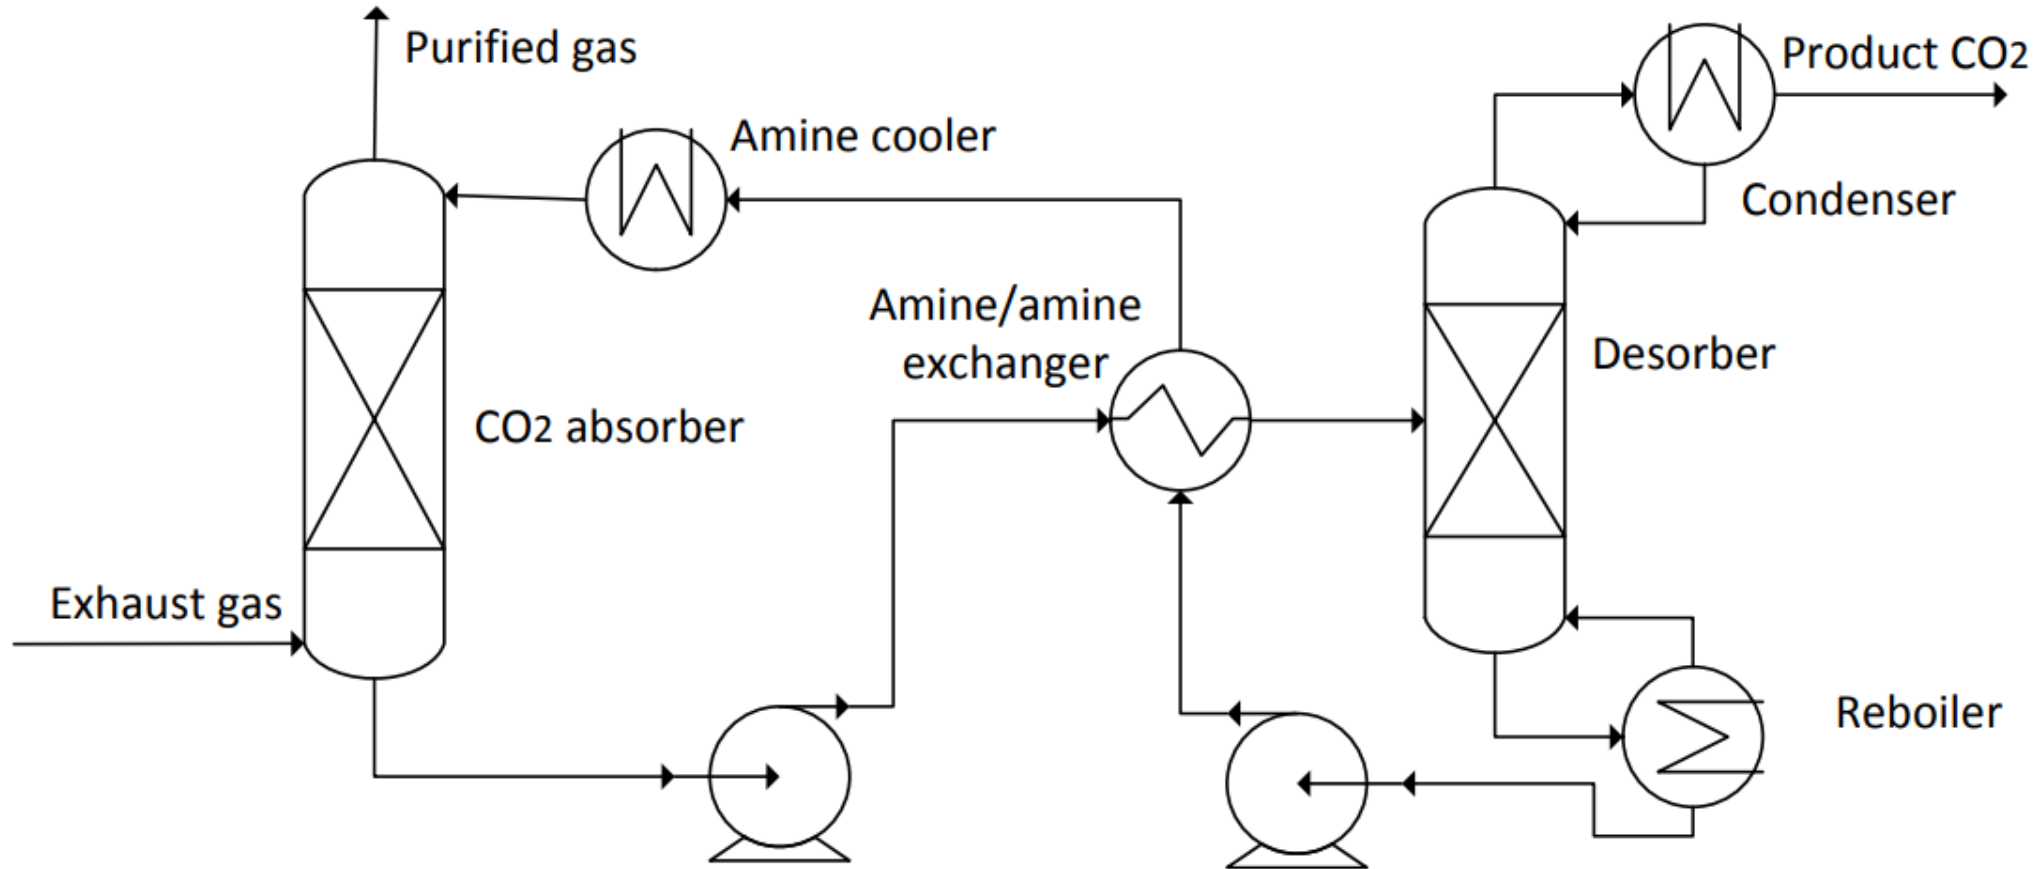 Purified gas
Product CO2
Amine cooler
Condenser
Amine/amine
exchanger
Desorber
CO2 absorber
Exhaust gas
Reboiler